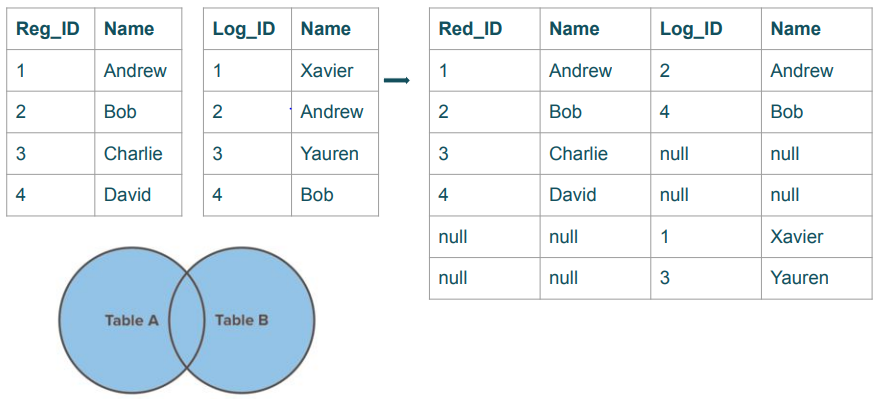 Reg_ID Name Log_ID Name Red_ID Name Log_ID Name
1 Andrew 1 Xavier 1 Andrew 2 Andrew
2 Bob 2 Andrew 2 Bob 4 Bob
3 Charlie 3 Yauren 3 Charlie null null
4 David 4 Bob 4 David null null
null null 1 Xavier
null null 3 Yauren
Table A Table B